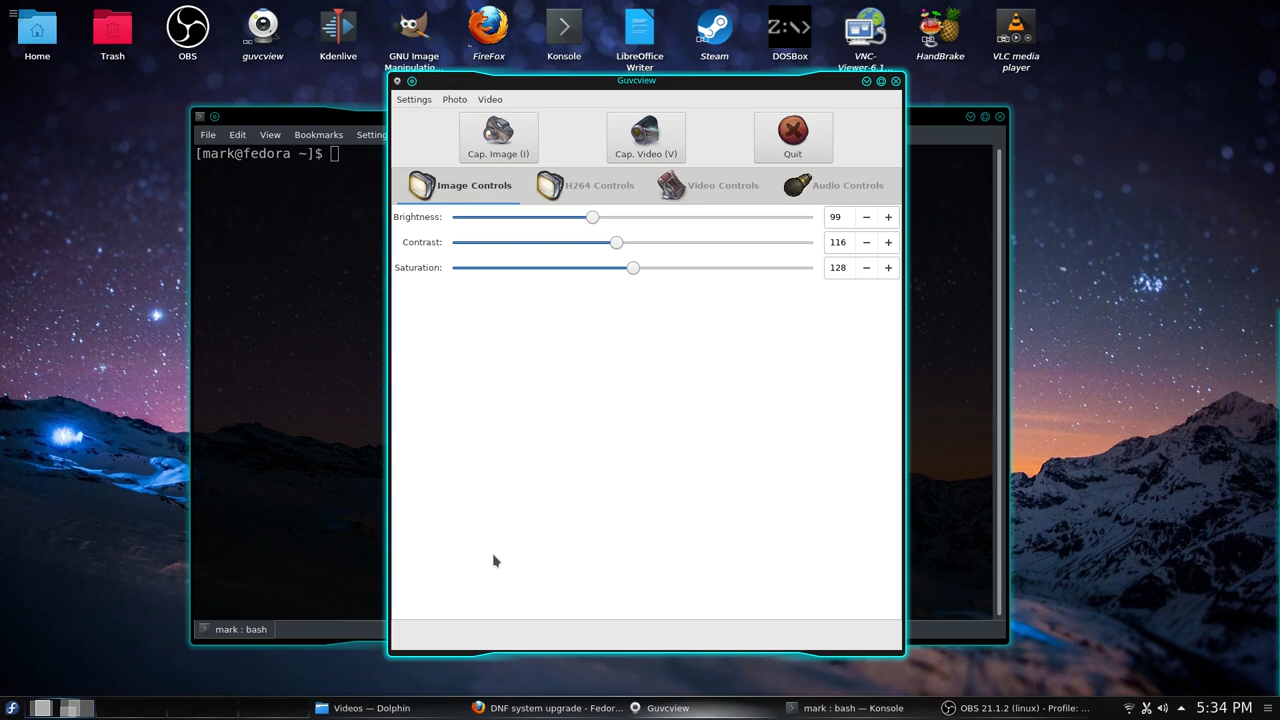 Home
Trash
OBS
guvcview
Kdenlive
GNU Image
Manipulatio...
FireFox
Konsole
LibreOffice
Writer
Steam
Z:\>
DOSBox
VNC-
Viewer-6.1...
HandBrake
VLC media
player
Guvcview
Settings Photo Video
Cap. Image (I) Cap. Video (V) Quit
Image Controls H264 Controls Video Controls Audio Controls
Brightness: 99 − +
Contrast: 116 − +
Saturation: 128 − +
File Edit View Bookmarks Setting
[mark@fedora ~]$
mark : bash
Videos — Dolphin
DNF system upgrade - Fedor...
Guvcview
mark : bash — Konsole
OBS 21.1.2 (linux) - Profile: ...
5:34 PM